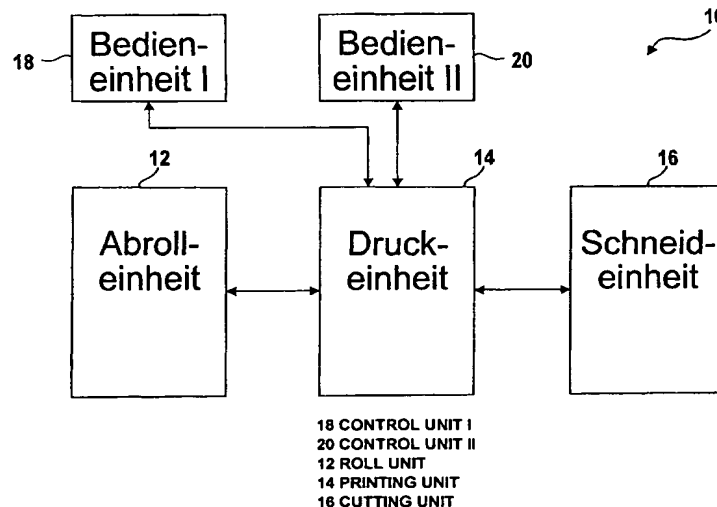 10
18
Bedien-
einheit I
Bedien-
einheit II
20
12
14
16
Abroll-
einheit
Druck-
einheit
Schneid-
einheit
18 CONTROL UNIT I
20 CONTROL UNIT II
12 ROLL UNIT
14 PRINTING UNIT
16 CUTTING UNIT